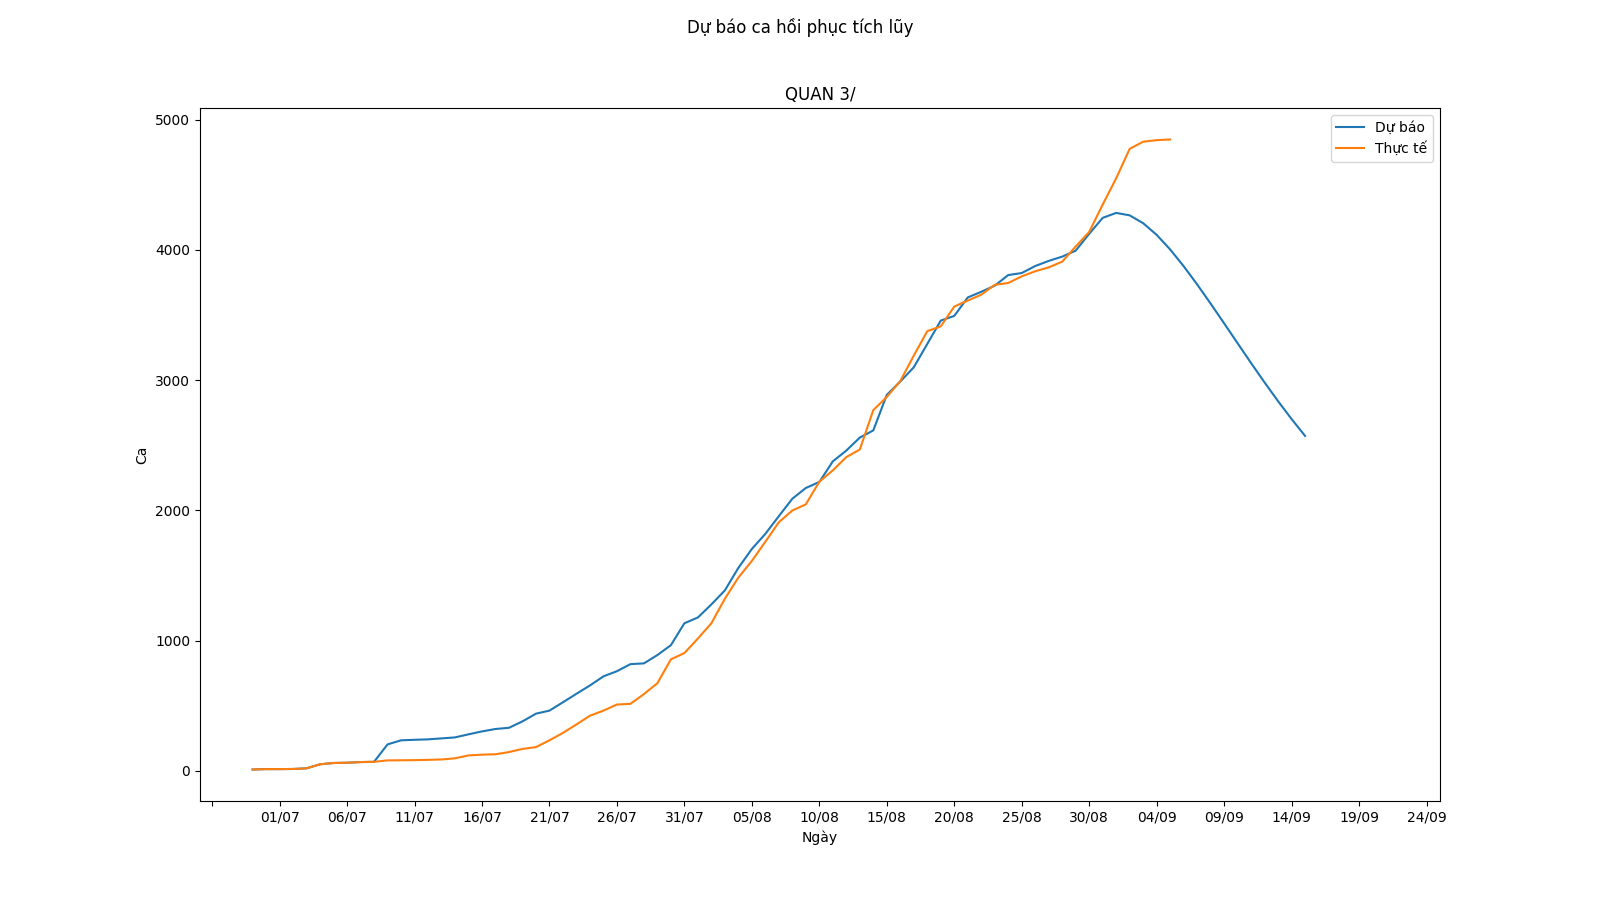 Dự báo ca hồi phục tích lũy
QUAN 3/
Dự báo
Thực tế
5000
4000
3000
2000
1000
0
Ca
01/07 06/07 11/07 16/07 21/07 26/07 31/07 05/08 10/08 15/08 20/08 25/08 30/08 04/09 09/09 14/09 19/09 24/09
Ngày